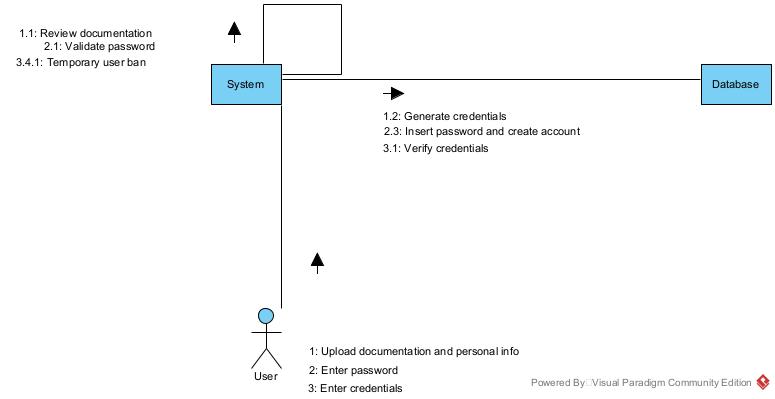 1.1: Review documentation
2.1: Validate password
3.4.1: Temporary user ban
System
Database
1.2: Generate credentials
2.3: Insert password and create account
3.1: Verify credentials
User
1: Upload documentation and personal info
2: Enter password
3: Enter credentials
Powered By Visual Paradigm Community Edition